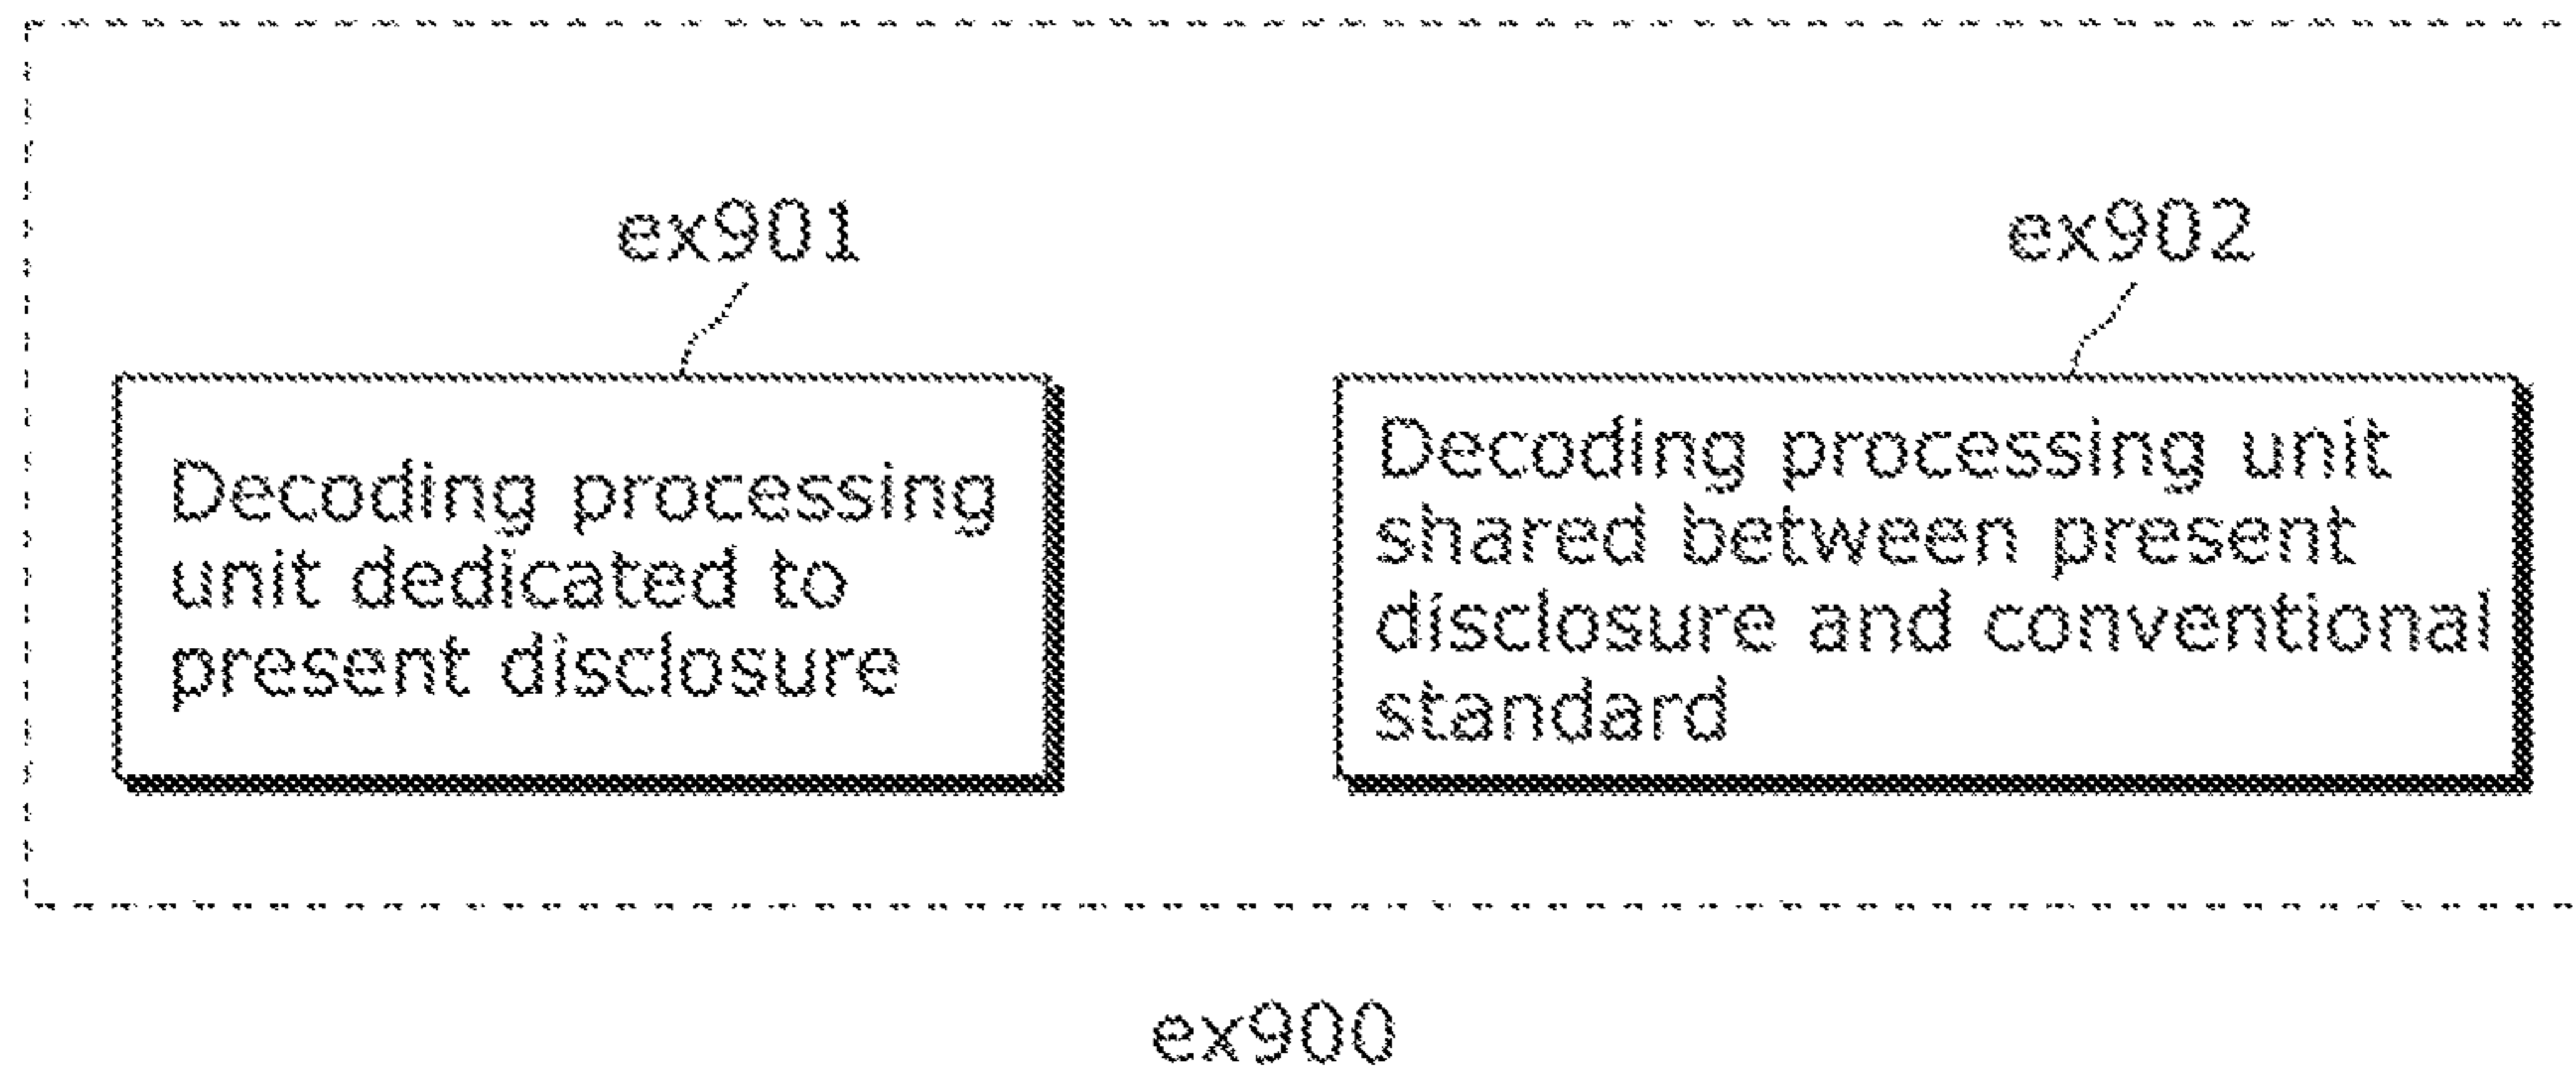 ex901
Decoding processing
unit dedicated to
present disclosure
ex902
Decoding processing unit
shared between present
disclosure and conventional
standard
ex900